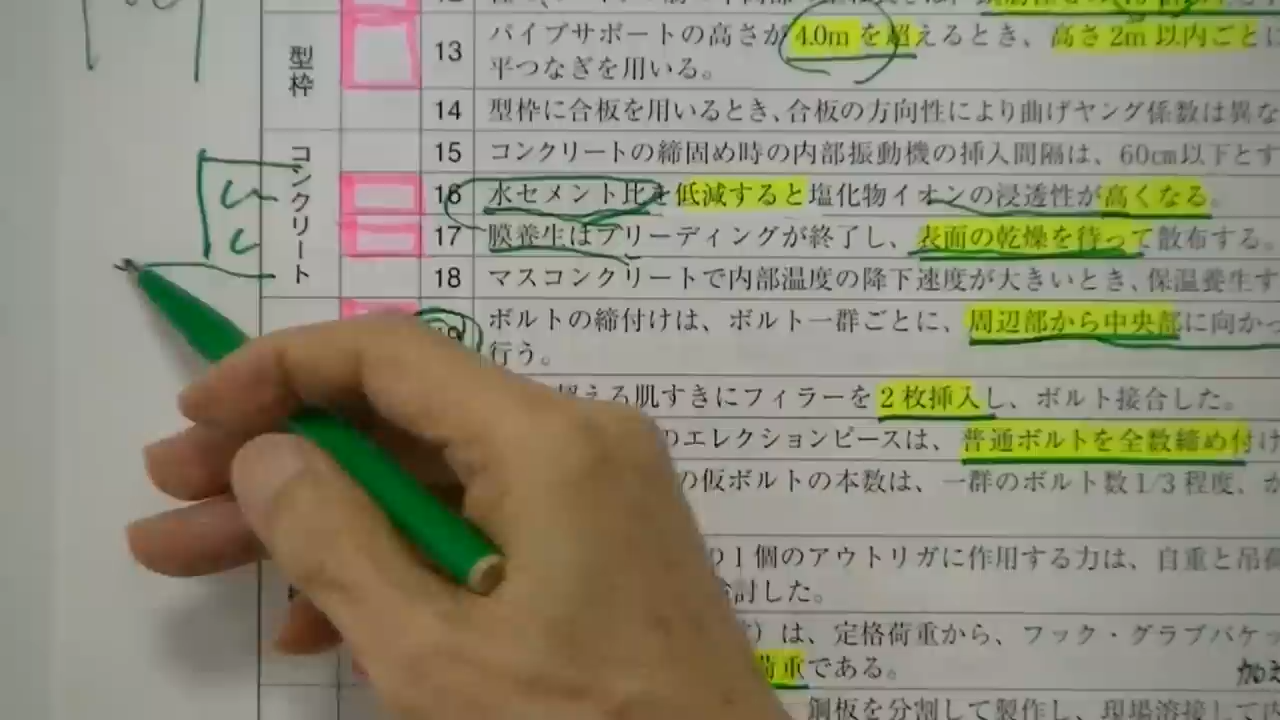 型枠
13
パイプサポートの高さが4.0mを超えるとき、高さ2m以内ごとに
平つなぎを用いる。
14
型枠に合板を用いるとき、合板の方向性により曲げヤング係数は異な
コンクリート
15
コンクリートの締固め時の内部振動機の挿入間隔は、60cm以下とす
16
水セメント比を低減すると塩化物イオンの浸透性が高くなる。
17
膜養生はブリーディングが終了し、表面の乾燥を待って散布する。
18
マスコンクリートで内部温度の降下速度が大きいとき、保温養生す
19
ボルトの締付けは、ボルト一群ごとに、周辺部から中央部に向かっ
行う。
超える肌すきにフィラーを2枚挿入し、ボルト接合した。
のエレクションピースは、普通ボルトを全数締め付け
の仮ボルトの本数は、一群のボルト数1/3程度、か
の1個のアウトリガに作用する力は、自重と吊荷
検討した。
)は、定格荷重から、フック・グラブバケッ
荷重である。
鋼板を分割して製作し、現場溶接して